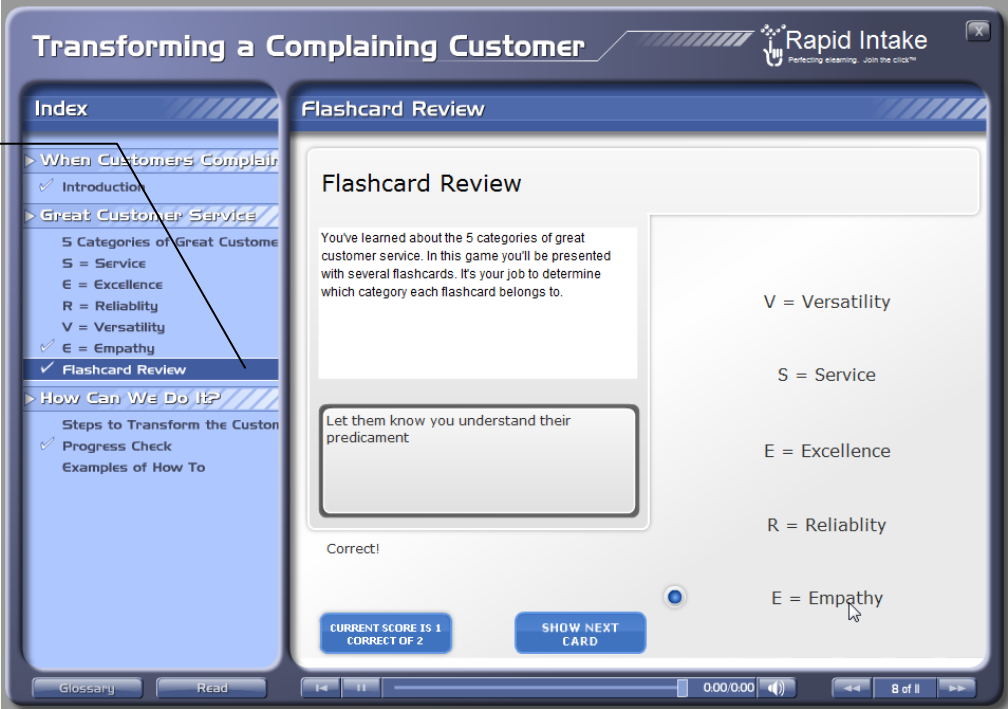 Transforming a Complaining Customer
Rapid Intake
Perfecting elearning. Join the click™
X
Index
When Customers Complain
Introduction
Great Customer Service
5 Categories of Great Custome
S = Service
E = Excellence
R = Reliablity
V = Versatility
E = Empathy
Flashcard Review
How Can We Do It?
Steps to Transform the Custon
Progress Check
Examples of How To
Flashcard Review
Flashcard Review
You've learned about the 5 categories of great
customer service. In this game you'll be presented
with several flashcards. It's your job to determine
which category each flashcard belongs to.
Let them know you understand their
predicament
Correct!
CURRENT SCORE IS 1
CORRECT OF 2
SHOW NEXT
CARD
V = Versatility
S = Service
E = Excellence
R = Reliablity
E = Empathy
Glossary
Read
0:00/0:00
8 of 11